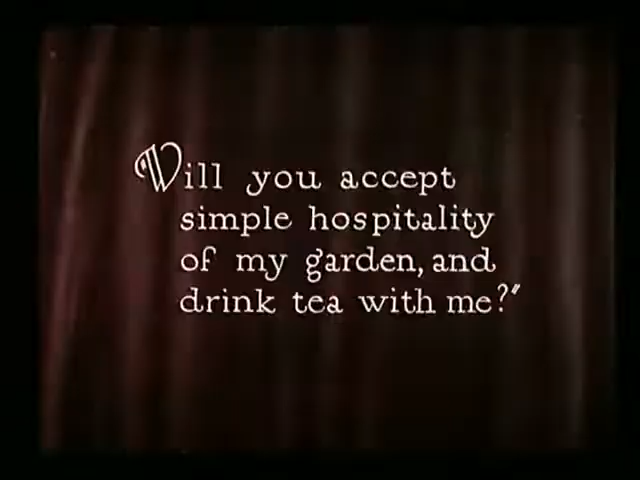 Will you accept
simple hospitality
of my garden, and
drink tea with me?"